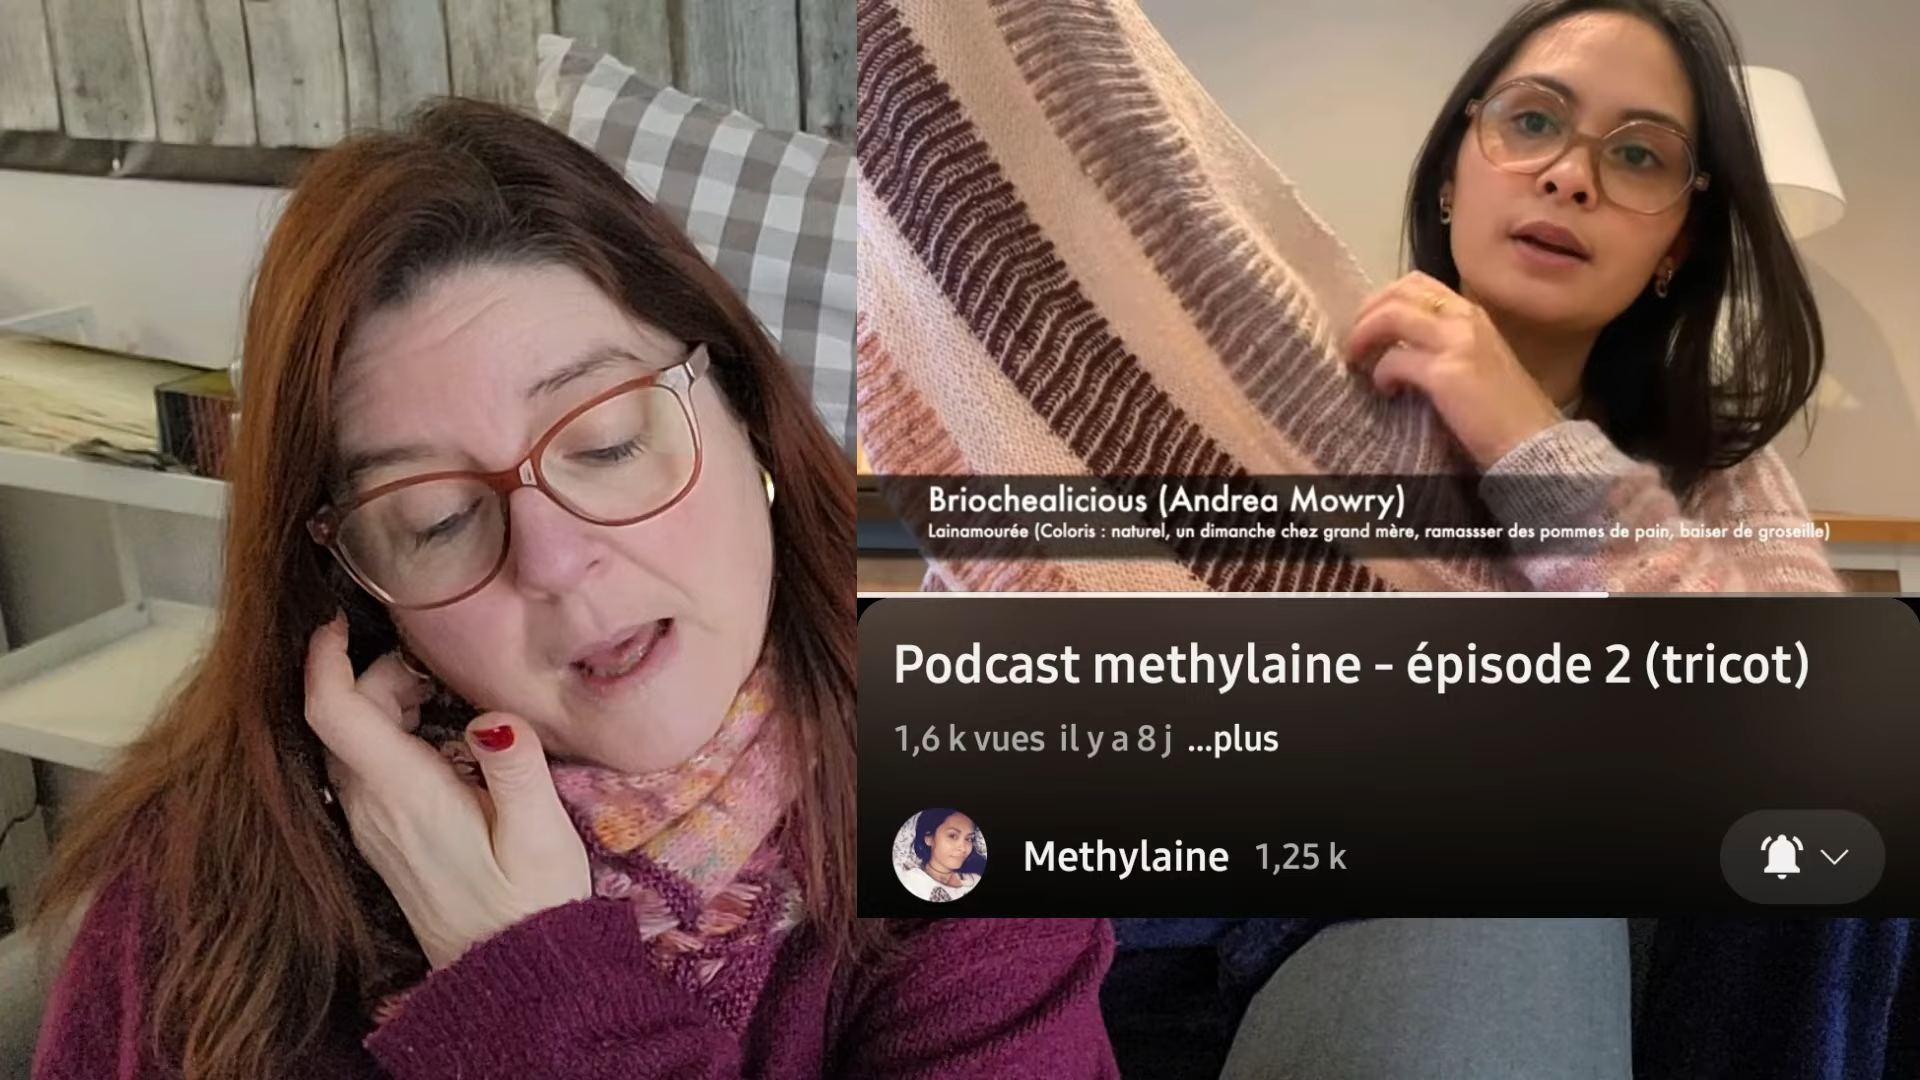 Briochealicious (Andrea Mowry)
Lainamourée (Coloris : naturel, un dimanche chez grand mère, ramassser des pommes de pain, baiser de groseille)
Podcast methylaine - épisode 2 (tricot)
1,6 k vues il y a 8 j ...plus
Methylaine 1,25 k